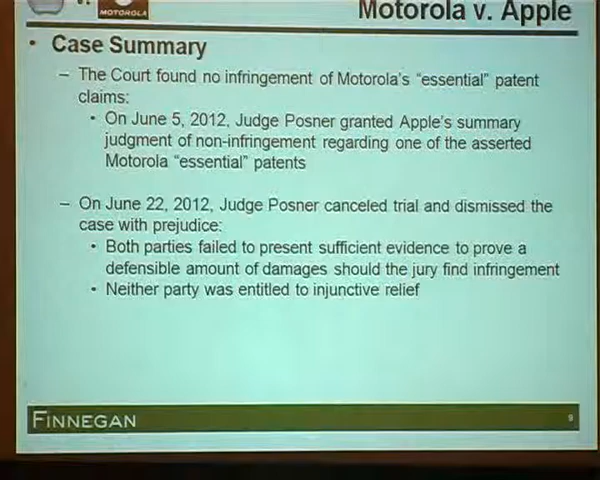 v.
MOTOROLA
Motorola v. Apple
• Case Summary
– The Court found no infringement of Motorola's "essential" patent
claims:
• On June 5, 2012, Judge Posner granted Apple's summary
judgment of non-infringement regarding one of the asserted
Motorola "essential" patents
– On June 22, 2012, Judge Posner canceled trial and dismissed the
case with prejudice:
• Both parties failed to present sufficient evidence to prove a
defensible amount of damages should the jury find infringement
• Neither party was entitled to injunctive relief
FINNEGAN
9